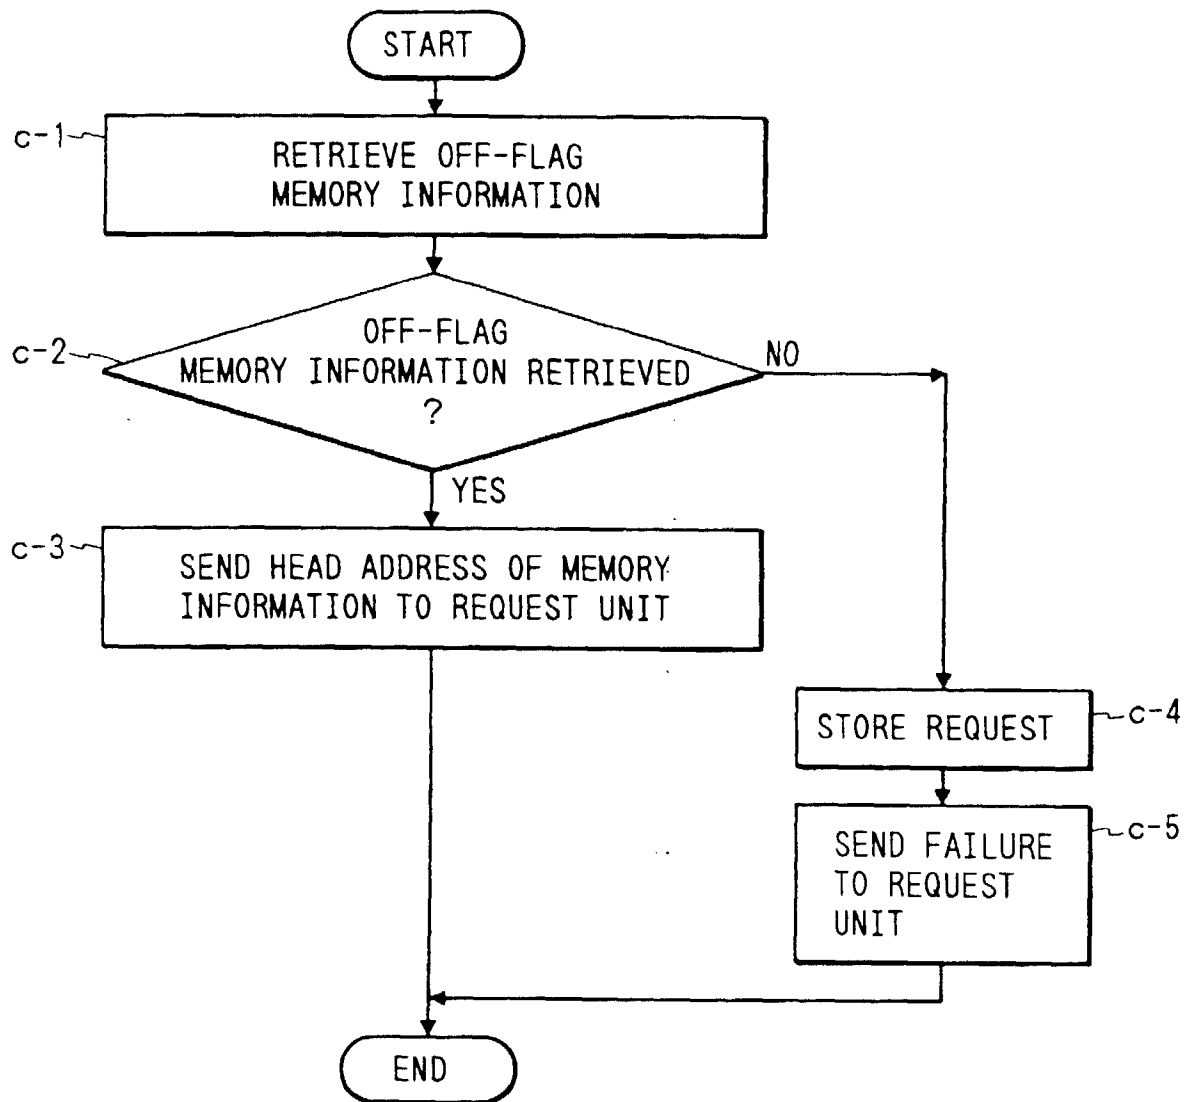 START
c-1
RETRIEVE OFF-FLAG
MEMORY INFORMATION
c-2
OFF-FLAG
MEMORY INFORMATION RETRIEVED
?
NO
YES
c-3
SEND HEAD ADDRESS OF MEMORY
INFORMATION TO REQUEST UNIT
STORE REQUEST
c-4
SEND FAILURE
TO REQUEST
UNIT
c-5
END